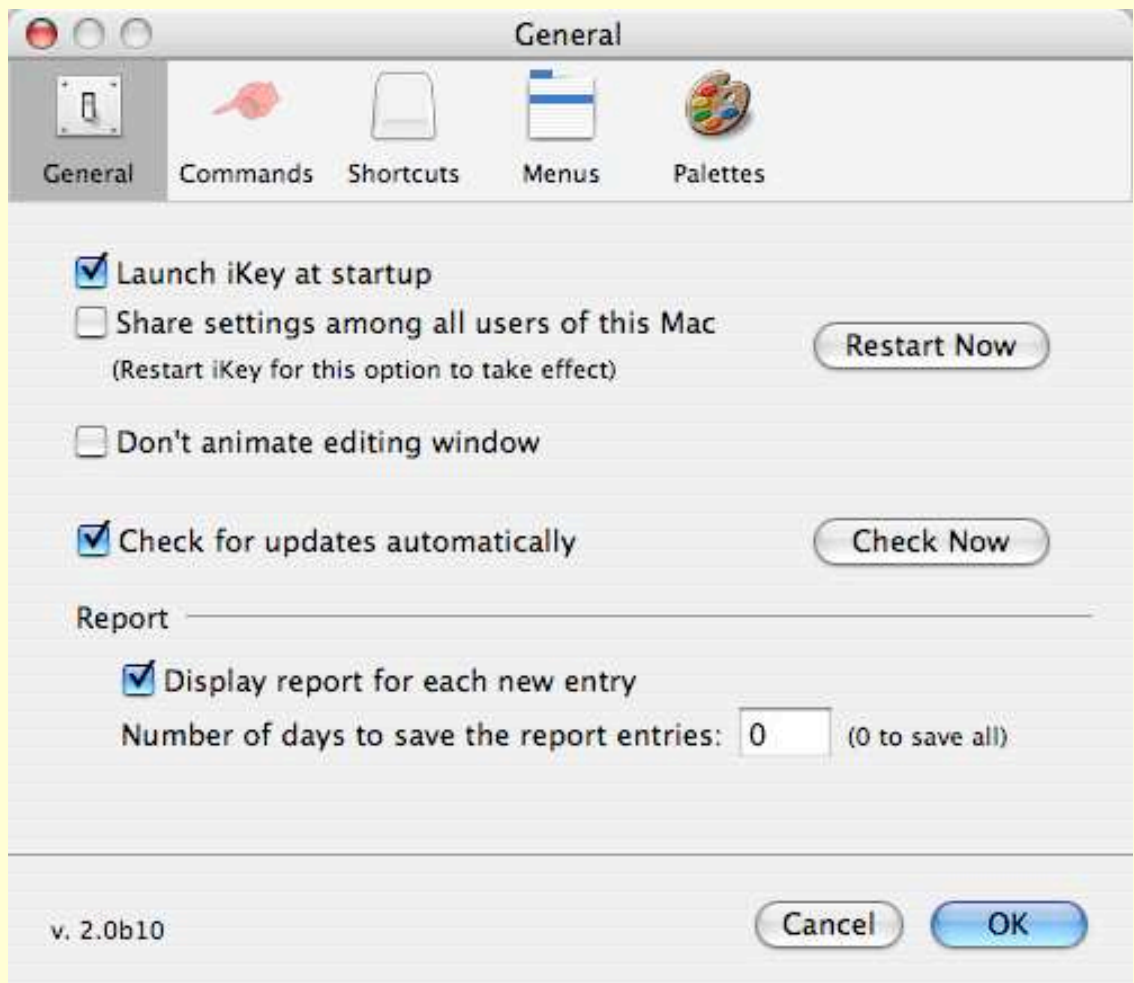 General
General Commands Shortcuts Menus Palettes
Launch iKey at startup
Share settings among all users of this Mac
(Restart iKey for this option to take effect)
Restart Now
Don't animate editing window
Check for updates automatically
Check Now
Report
Display report for each new entry
Number of days to save the report entries: 0 (0 to save all)
v. 2.0b10
Cancel
OK